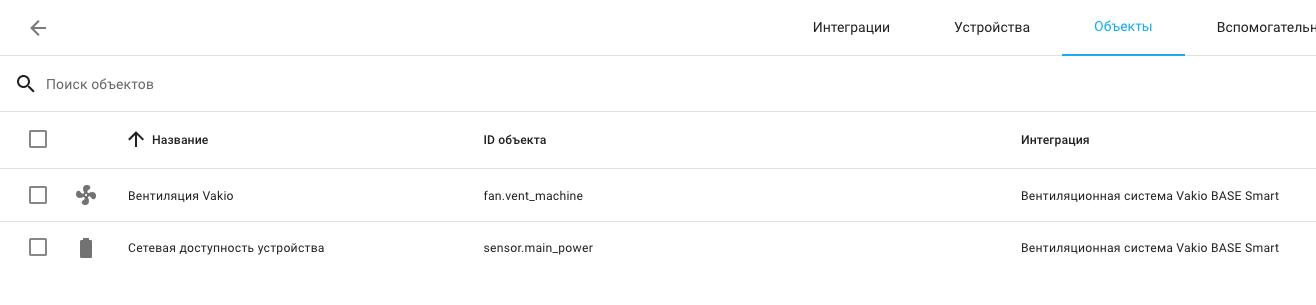 Интеграции Устройства Объекты
Поиск объектов
Название ID объекта Интеграция
Вентиляция Vakio fan.vent_machine Вентиляционная система Vakio BASE Smart
Сетевая доступность устройства sensor.main_power Вентиляционная система Vakio BASE Smart